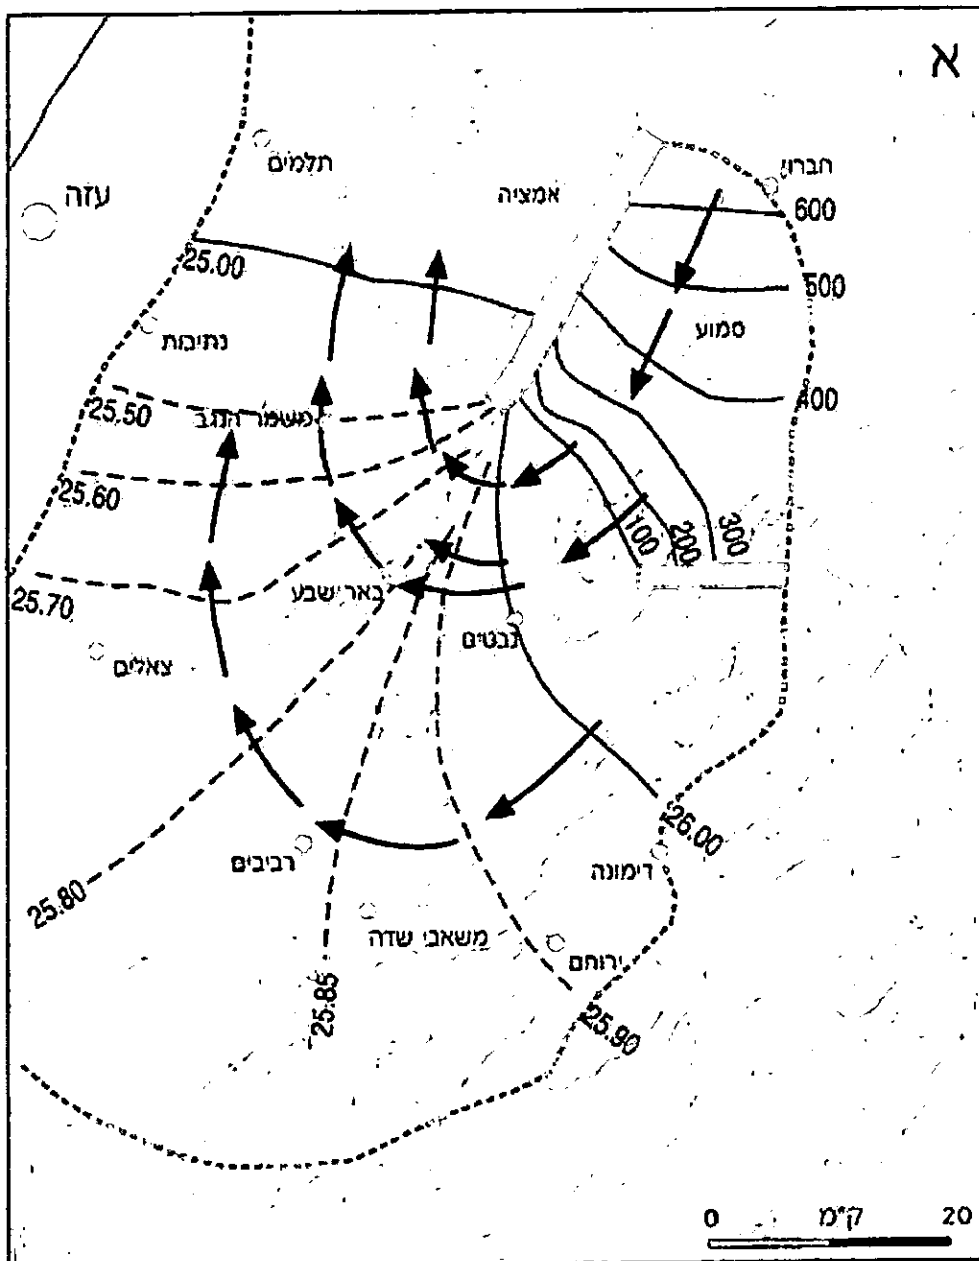 א
חברון
תלמים
עזה
אמציה
600
25.00
500
סמוע
נתיבות
400
25.50
משמר הנגב
25.60
100
200
300
25.70
באר שבע
נבטים
צאלים
26.00
רביבים
דימונה
25.80
משאבי שדה
ירוחם
25.85
25.90
0 ק"מ 20